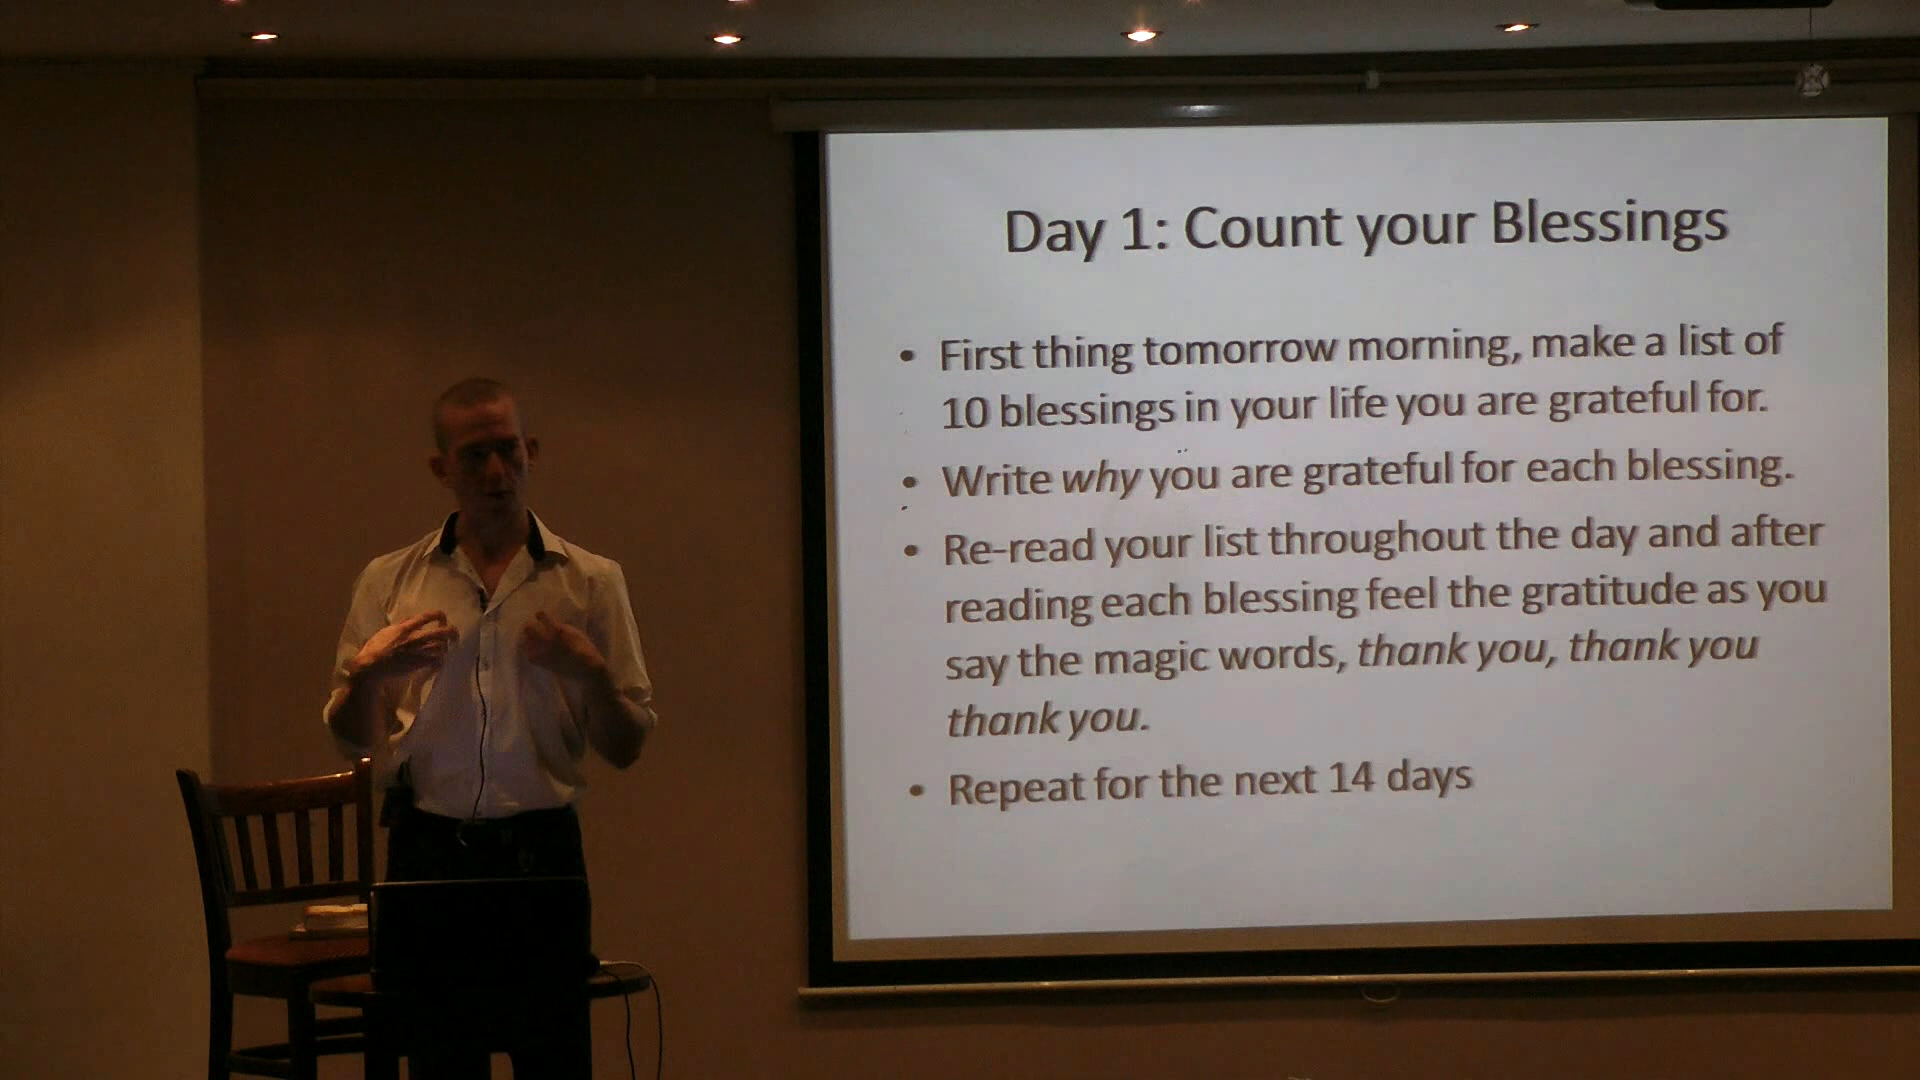 Day 1: Count your Blessings
• First thing tomorrow morning, make a list of
10 blessings in your life you are grateful for.
• Write why you are grateful for each blessing.
• Re-read your list throughout the day and after
reading each blessing feel the gratitude as you
say the magic words, thank you, thank you
thank you.
• Repeat for the next 14 days